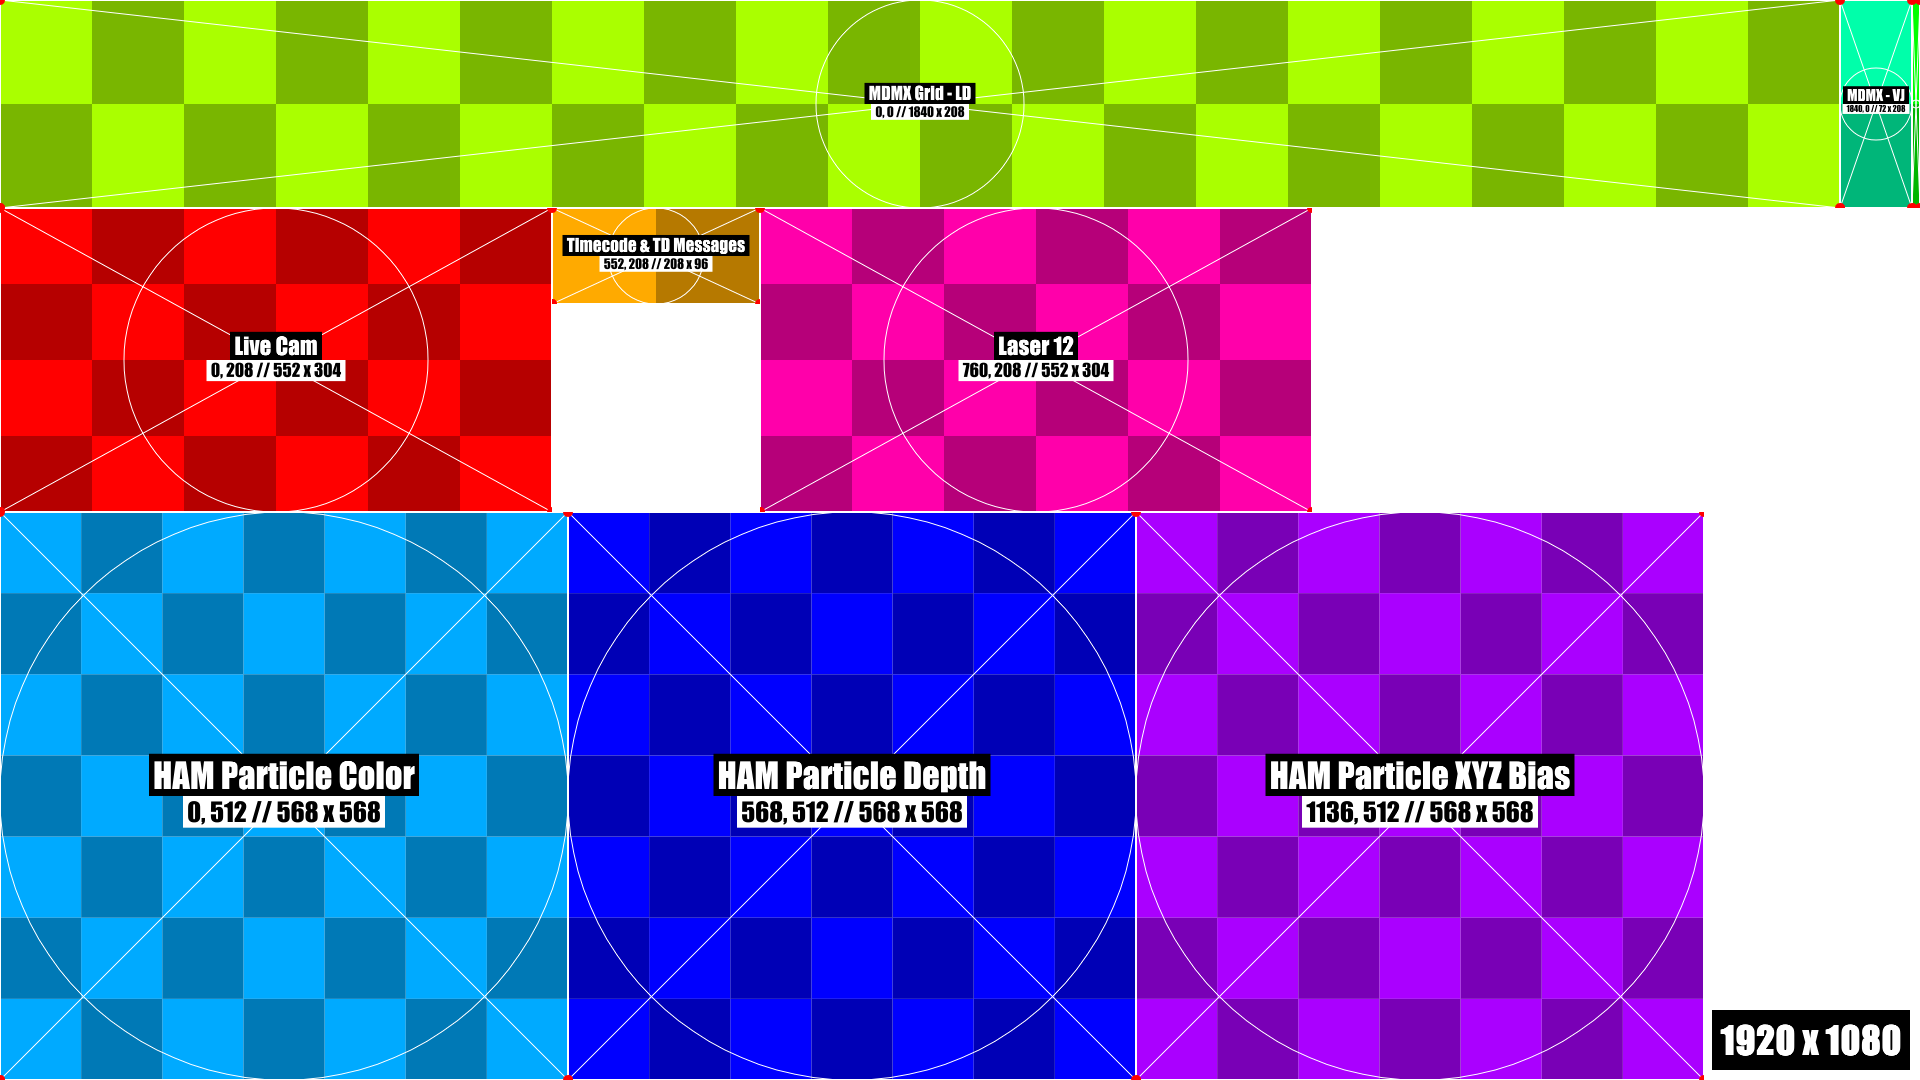 MDMX Grid - LD
0, 0 // 1840 x 208
MDMX - VJ
1840, 0 // 72 x 208
Timecode & TD Messages
552, 208 // 208 x 96
Live Cam
0, 208 // 552 x 304
Laser 12
760, 208 // 552 x 304
HAM Particle Color
0, 512 // 568 x 568
HAM Particle Depth
568, 512 // 568 x 568
HAM Particle XYZ Bias
1136, 512 // 568 x 568
1920 x 1080